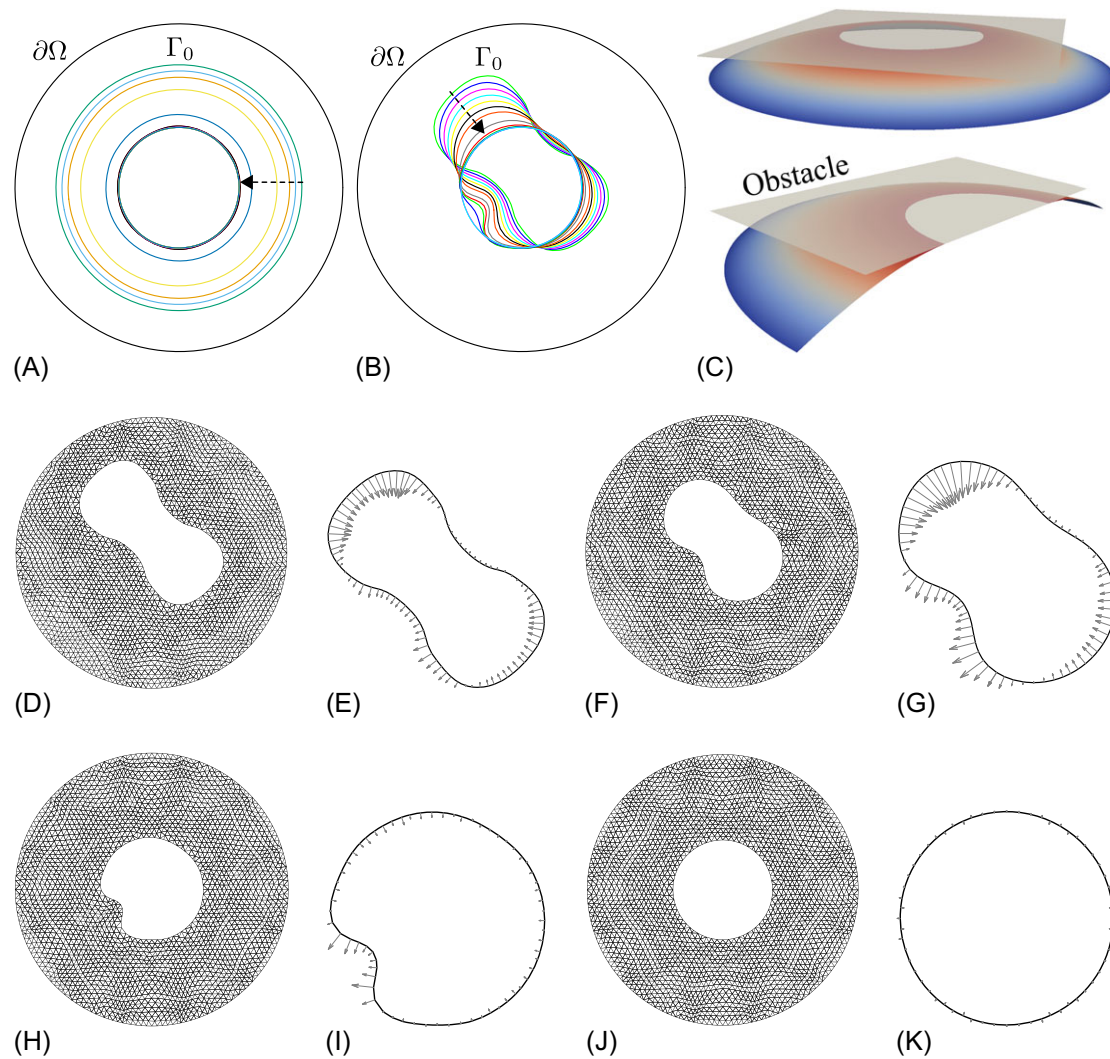 ∂Ω
Γ₀
∂Ω
Γ₀
Obstacle
(A)
(B)
(C)
(D)
(E)
(F)
(G)
(H)
(I)
(J)
(K)